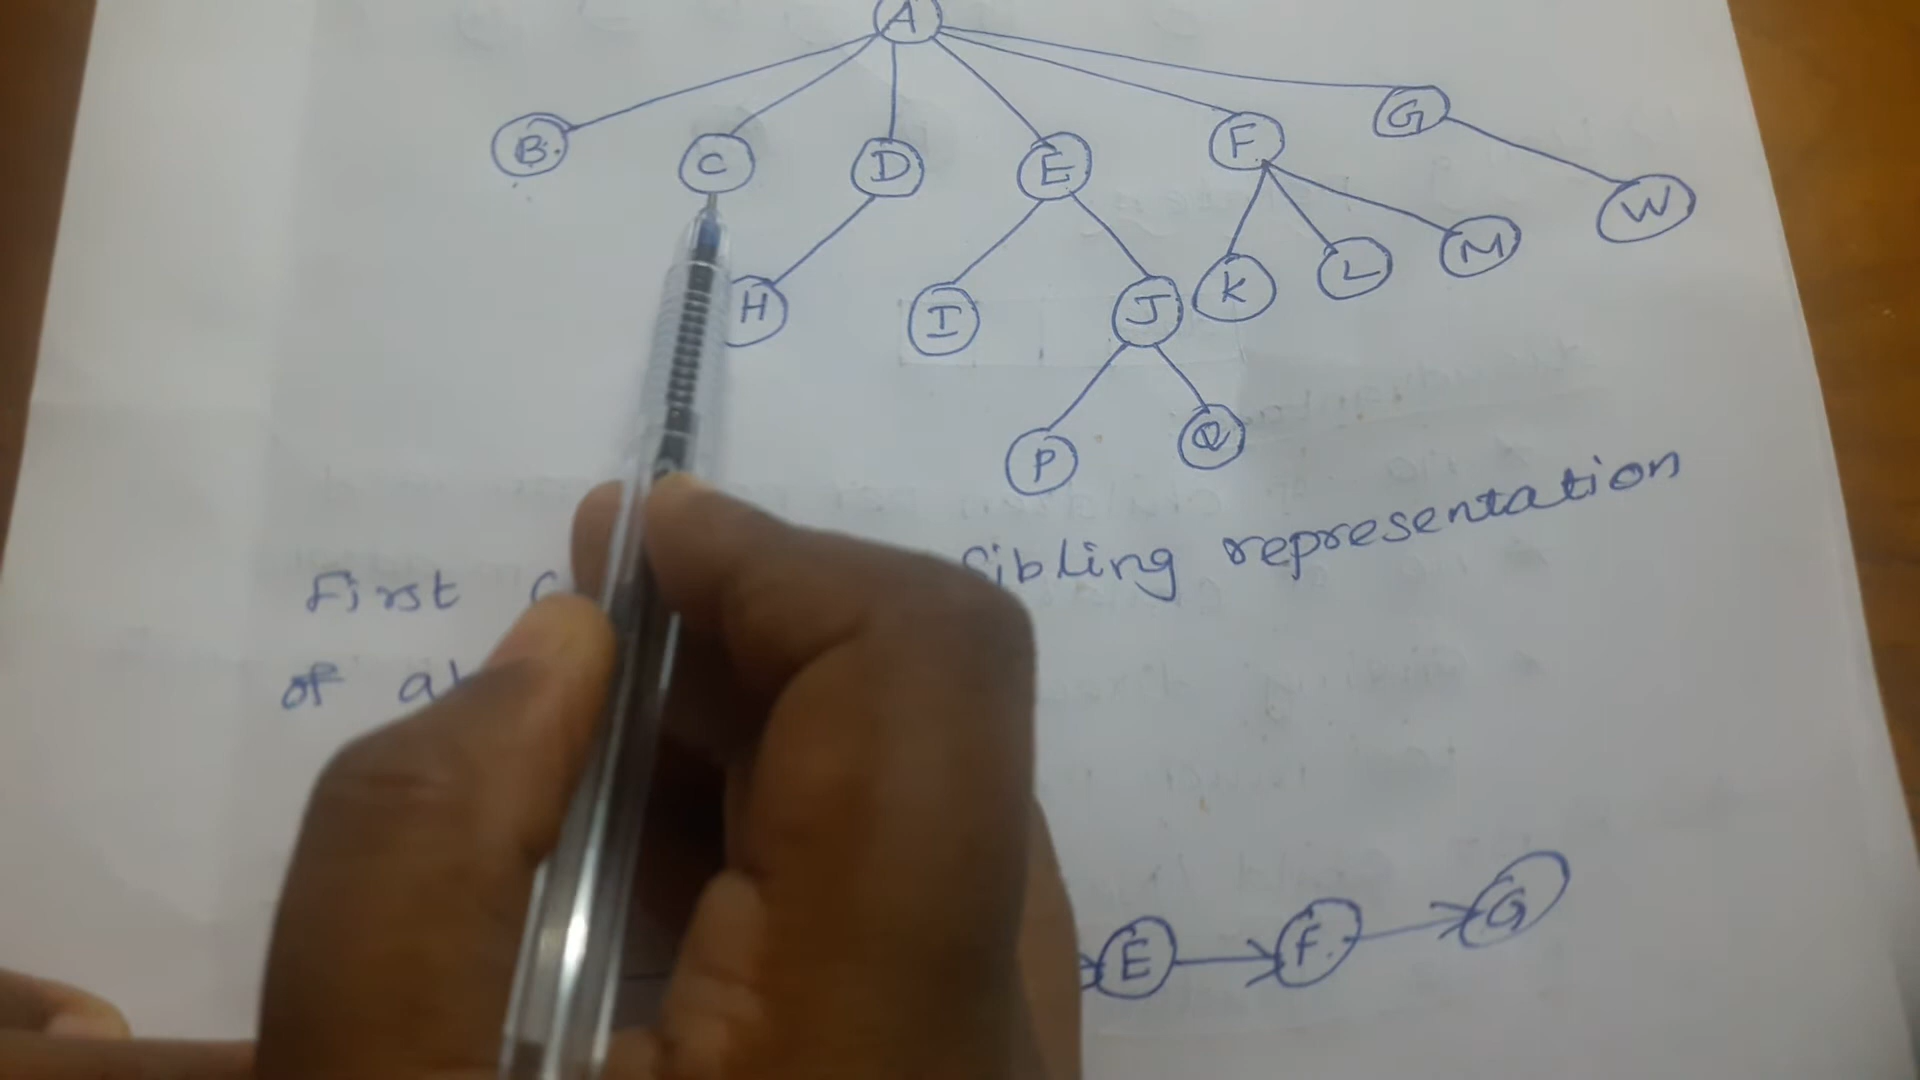 A
B C D E F G
H I J K L M W
P Q
First sibling representation
of
E F G